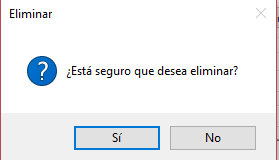 Eliminar
¿Está seguro que desea eliminar?
Sí
No